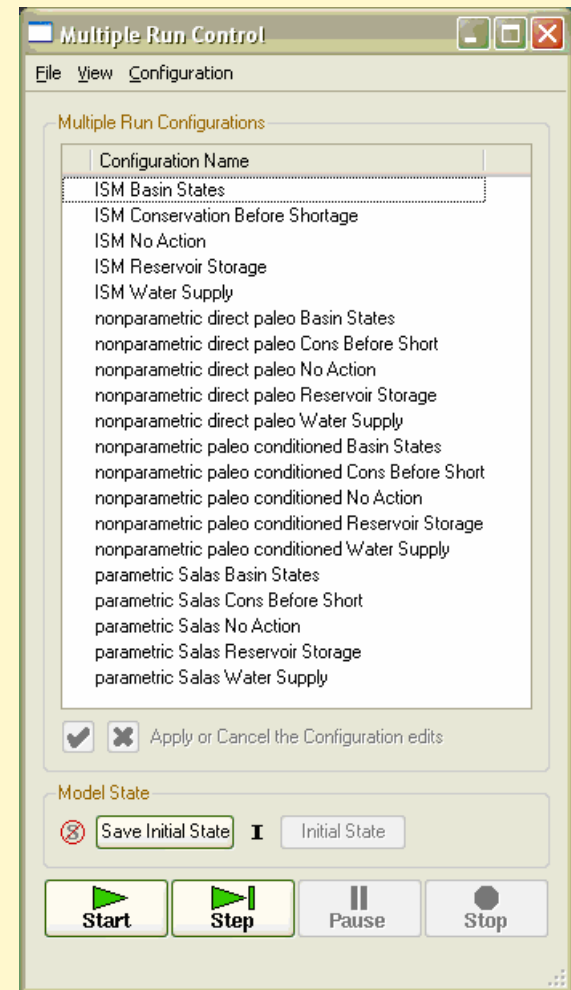 Multiple Run Control
File View Configuration
Multiple Run Configurations
Configuration Name
ISM Basin States
ISM Conservation Before Shortage
ISM No Action
ISM Reservoir Storage
ISM Water Supply
nonparametric direct paleo Basin States
nonparametric direct paleo Cons Before Short
nonparametric direct paleo No Action
nonparametric direct paleo Reservoir Storage
nonparametric direct paleo Water Supply
nonparametric paleo conditioned Basin States
nonparametric paleo conditioned Cons Before Short
nonparametric paleo conditioned No Action
nonparametric paleo conditioned Reservoir Storage
nonparametric paleo conditioned Water Supply
parametric Salas Basin States
parametric Salas Cons Before Short
parametric Salas No Action
parametric Salas Reservoir Storage
parametric Salas Water Supply
Apply or Cancel the Configuration edits
Model State
S Save Initial State I Initial State
Start Step Pause Stop